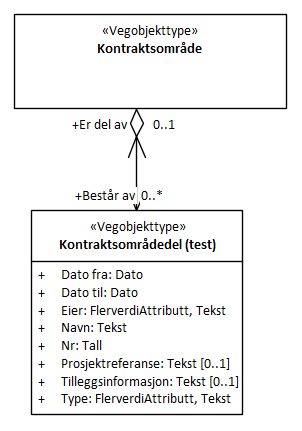 «Vegobjekttype»
Kontraktsområde
+Er del av 0..1
+Består av 0..*
«Vegobjekttype»
Kontraktsområdedel (test)
+ Dato fra: Dato
+ Dato til: Dato
+ Eier: FlerverdiAttributt, Tekst
+ Navn: Tekst
+ Nr: Tall
+ Prosjektreferanse: Tekst [0..1]
+ Tilleggsinformasjon: Tekst [0..1]
+ Type: FlerverdiAttributt, Tekst